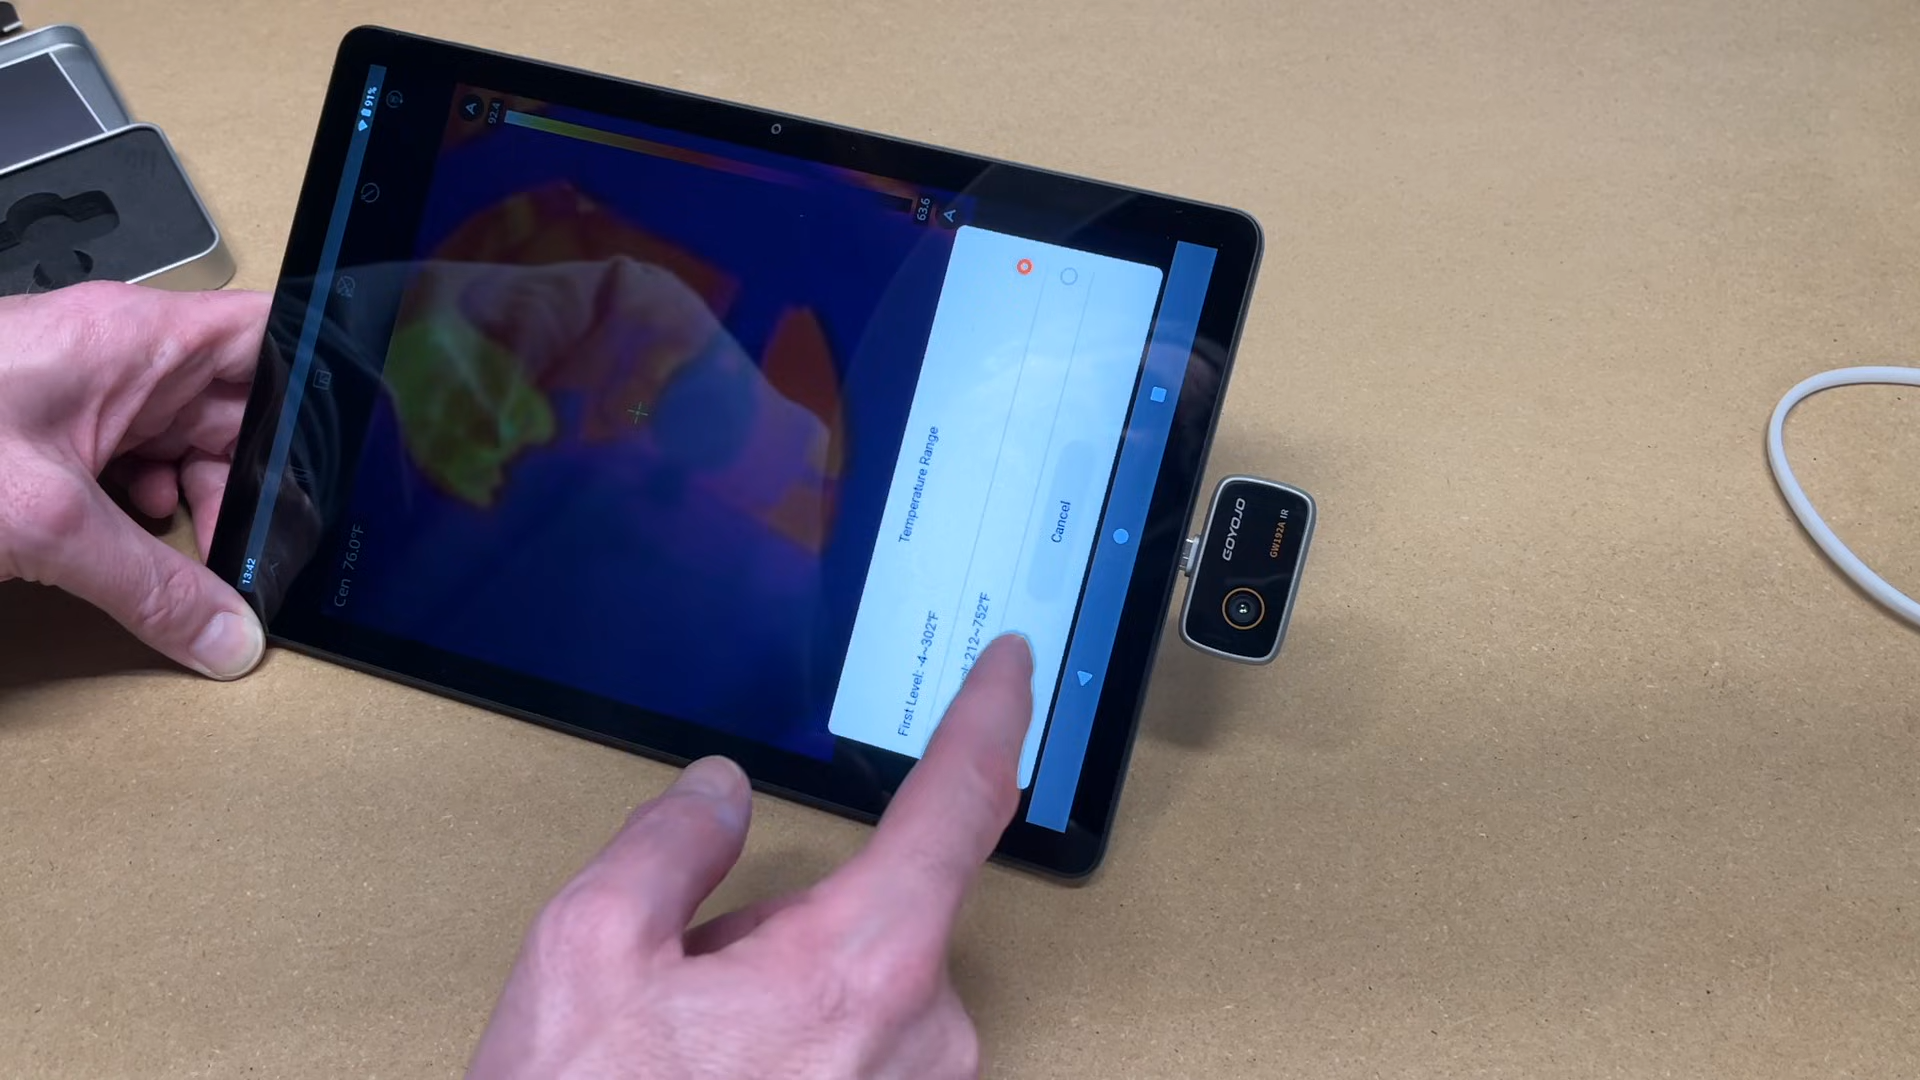 13:42
91%
Cen 76.0°F
A
92.4
63.6
A
Temperature Range
First Level: -4~302°F
212~752°F
Cancel
GOYOJO
GW192A IR